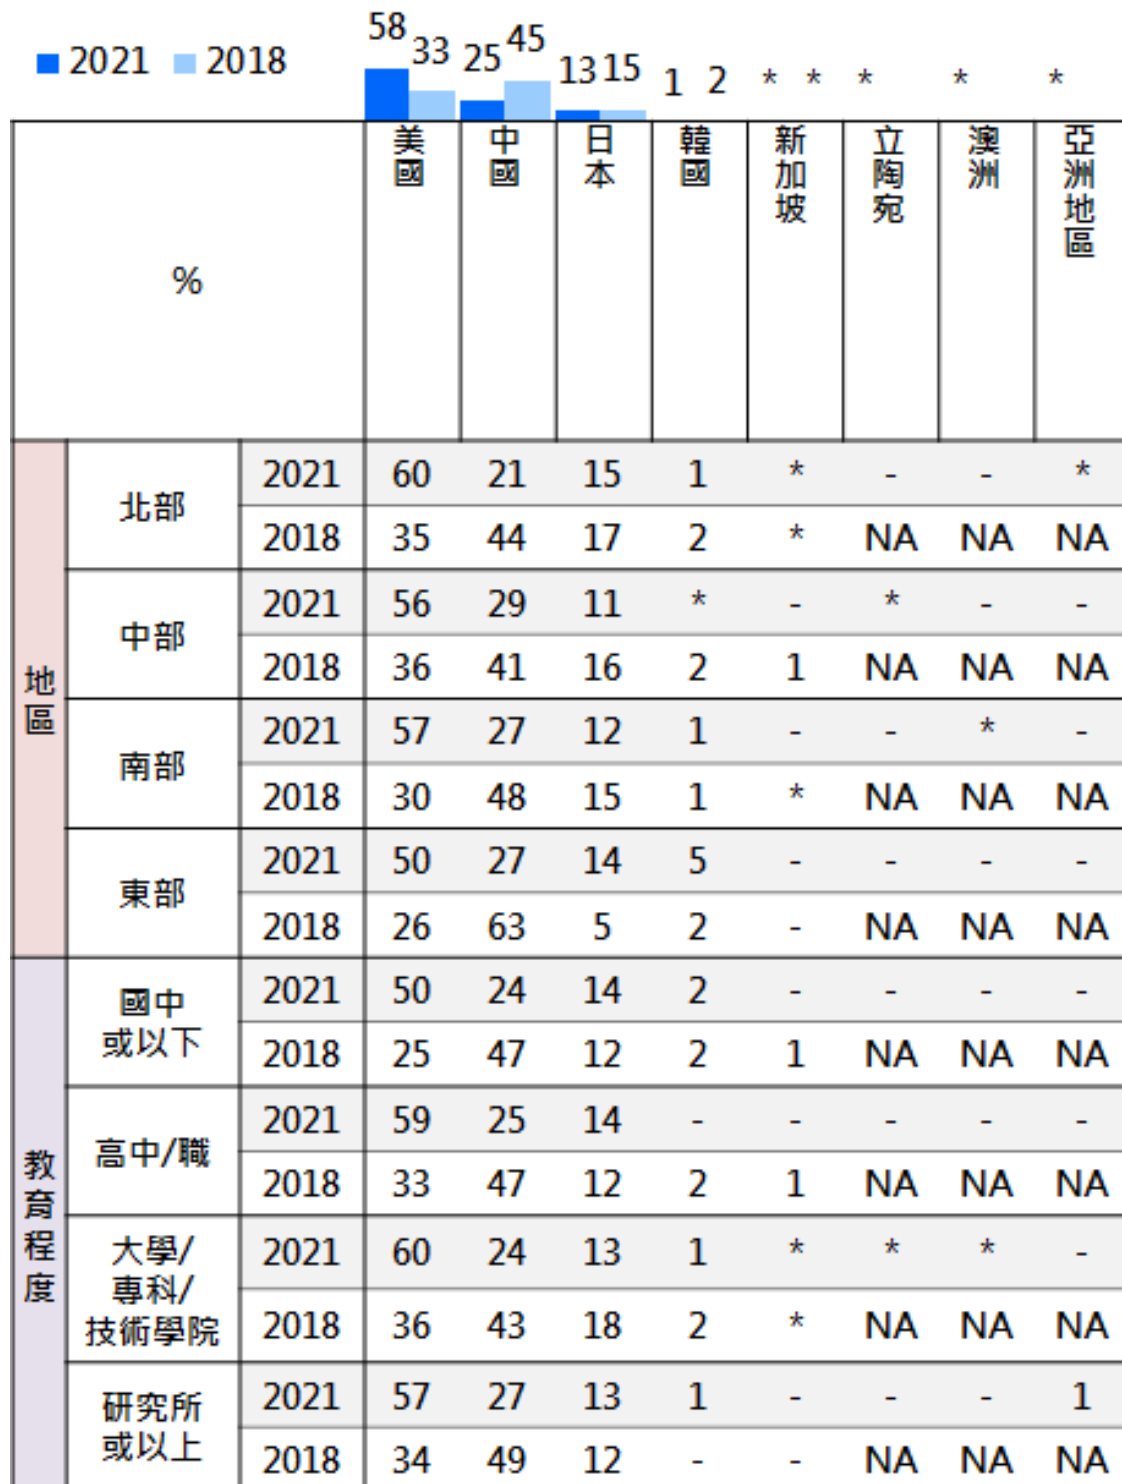 ■ 2021 ■ 2018
58 33 25 45 13 15 1 2 * * * * *
% 美國 中國 日本 韓國 新加坡 立陶宛 澳洲 亞洲地區
地區
北部
2021 60 21 15 1 * - - *
2018 35 44 17 2 * NA NA NA
中部
2021 56 29 11 * - * - -
2018 36 41 16 2 1 NA NA NA
南部
2021 57 27 12 1 - - * -
2018 30 48 15 1 * NA NA NA
東部
2021 50 27 14 5 - - - -
2018 26 63 5 2 - NA NA NA
教育程度
國中
或以下
2021 50 24 14 2 - - - -
2018 25 47 12 2 1 NA NA NA
高中/職
2021 59 25 14 - - - - -
2018 33 47 12 2 1 NA NA NA
大學/
專科/
技術學院
2021 60 24 13 1 * * * -
2018 36 43 18 2 * NA NA NA
研究所
或以上
2021 57 27 13 1 - - - 1
2018 34 49 12 - - NA NA NA